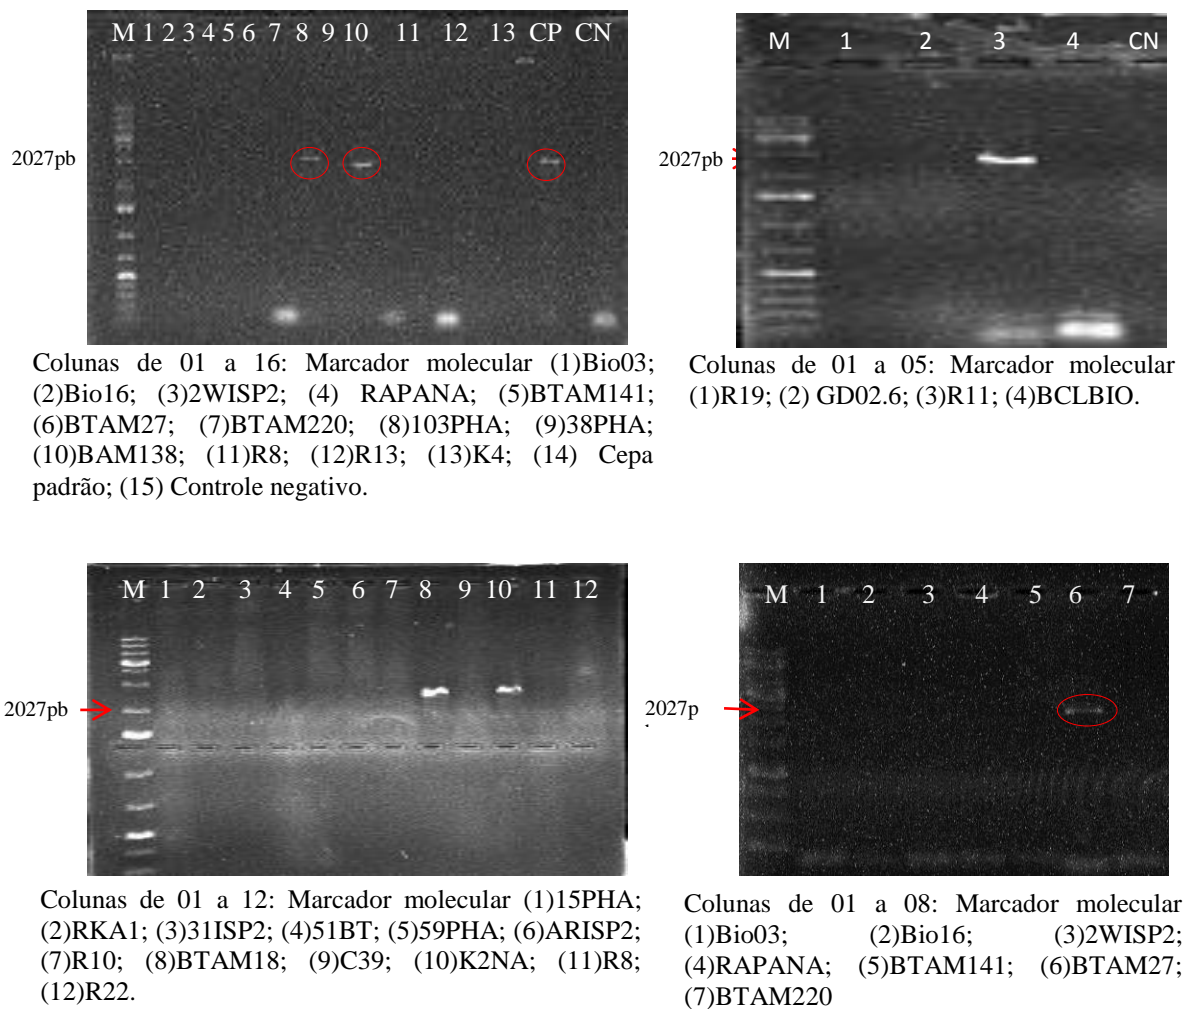 M 1 2 3 4 5 6 7 8 9 10 11 12 13 CP CN
2027pb
Colunas de 01 a 16: Marcador molecular (1)Bio03;
(2)Bio16; (3)2WISP2; (4) RAPANA; (5)BTAM141;
(6)BTAM27; (7)BTAM220; (8)103PHA; (9)38PHA;
(10)BAM138; (11)R8; (12)R13; (13)K4; (14) Cepa
padrão; (15) Controle negativo.
M 1 2 3 4 CN
2027pb
Colunas de 01 a 05: Marcador molecular
(1)R19; (2) GD02.6; (3)R11; (4)BCLBIO.
M 1 2 3 4 5 6 7 8 9 10 11 12
2027pb
Colunas de 01 a 12: Marcador molecular (1)15PHA;
(2)RKA1; (3)31ISP2; (4)51BT; (5)59PHA; (6)ARISP2;
(7)R10; (8)BTAM18; (9)C39; (10)K2NA; (11)R8;
(12)R22.
M 1 2 3 4 5 6 7
2027p
.
Colunas de 01 a 08: Marcador molecular
(1)Bio03; (2)Bio16; (3)2WISP2;
(4)RAPANA; (5)BTAM141; (6)BTAM27;
(7)BTAM220